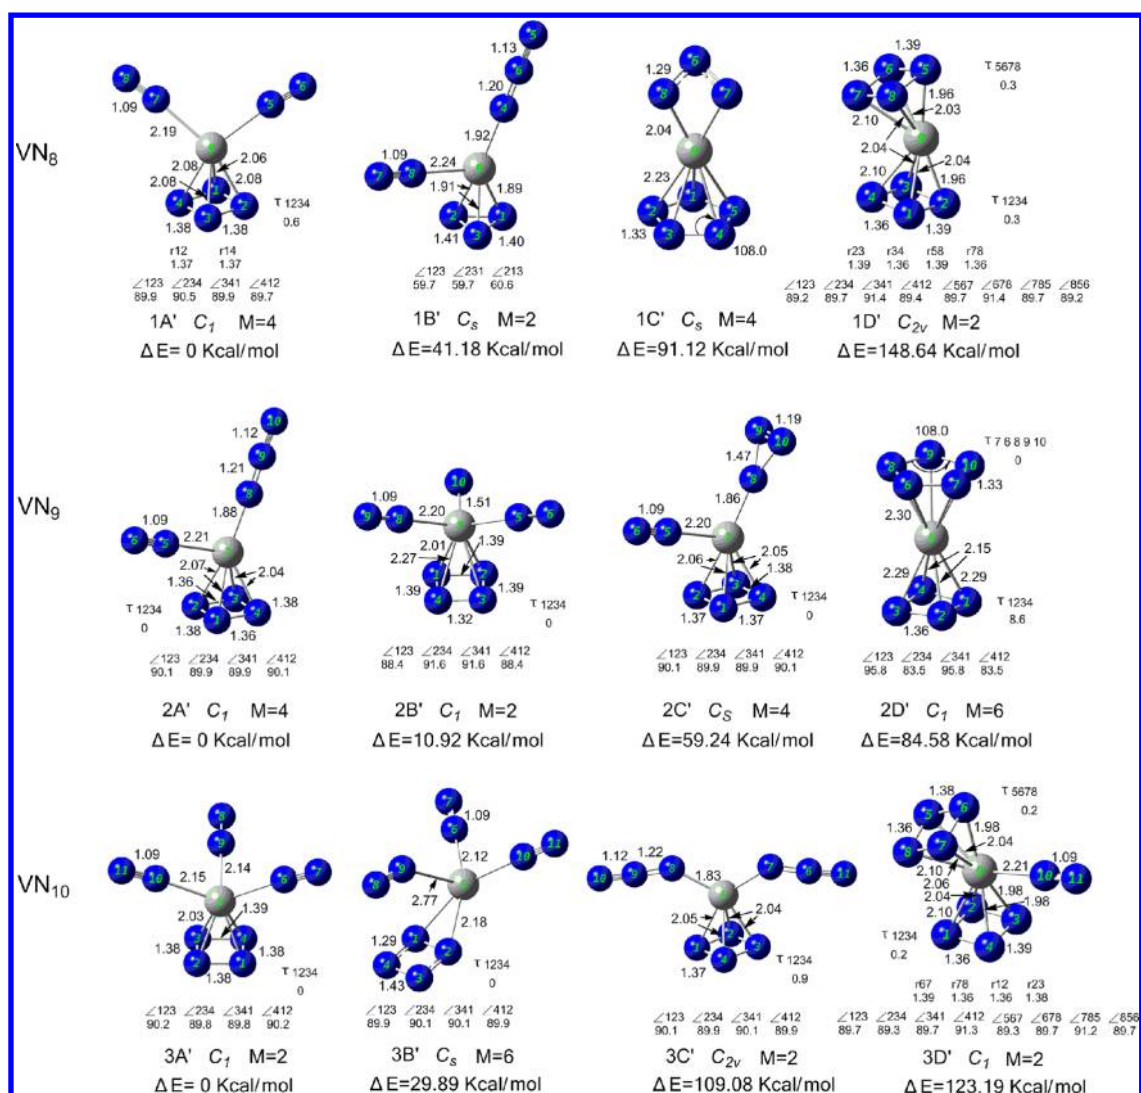 VN8
1.09
2.19
2.08
2.06
2.08
2.08
1.38
1.38
τ 1234
0.6
r12 r14
1.37 1.37
∠123 ∠234 ∠341 ∠412
89.9 90.5 89.9 89.7
1A' C1 M=4
ΔE= 0 Kcal/mol
1.13
1.20
1.92
1.09
2.24
1.91
1.89
1.41
1.40
∠123 ∠231 ∠213
59.7 59.7 60.6
1B' Cs M=2
ΔE=41.18 Kcal/mol
1.29
2.04
2.23
1.33
108.0
1C' Cs M=4
ΔE=91.12 Kcal/mol
1.39
1.36
τ 5678
0.3
1.96
2.03
2.10
2.04
2.04
2.10
1.96
τ 1234
0.3
1.36
1.39
r23 r34 r58 r78
1.39 1.36 1.39 1.36
∠123 ∠234 ∠341 ∠412 ∠567 ∠678 ∠785 ∠856
89.2 89.7 91.4 89.4 89.7 91.4 89.7 89.2
1D' C2v M=2
ΔE=148.64 Kcal/mol
VN9
1.12
1.21
1.88
1.09
2.21
2.07
2.04
1.36
1.38
τ 1234
0
1.38
1.36
∠123 ∠234 ∠341 ∠412
90.1 89.9 89.9 90.1
2A' C1 M=4
ΔE= 0 Kcal/mol
1.09
2.20
1.51
2.01
1.39
2.27
1.39
1.39
1.32
τ 1234
0
∠123 ∠234 ∠341 ∠412
88.4 91.6 91.6 88.4
2B' C1 M=2
ΔE=10.92 Kcal/mol
1.19
1.47
1.86
1.09
2.20
2.05
2.06
1.38
τ 1234
0
1.37
1.37
∠123 ∠234 ∠341 ∠412
90.1 89.9 89.9 90.1
2C' CS M=4
ΔE=59.24 Kcal/mol
108.0
τ 7 6 8 9 10
0
1.33
2.30
2.15
2.29
2.29
τ 1234
8.6
1.36
∠123 ∠234 ∠341 ∠412
95.8 83.5 95.8 83.5
2D' C1 M=6
ΔE=84.58 Kcal/mol
VN10
1.09
2.14
2.15
2.03
1.39
1.38
1.38
1.38
τ 1234
0
∠123 ∠234 ∠341 ∠412
90.2 89.8 89.8 90.2
3A' C1 M=2
ΔE= 0 Kcal/mol
1.09
2.12
2.77
2.18
1.29
1.43
τ 1234
0
∠123 ∠234 ∠341 ∠412
89.9 90.1 90.1 89.9
3B' Cs M=6
ΔE=29.89 Kcal/mol
1.12
1.22
1.83
2.05
2.04
1.37
τ 1234
0.9
∠123 ∠234 ∠341 ∠412
90.1 89.9 90.1 89.9
3C' C2v M=2
ΔE=109.08 Kcal/mol
1.38
τ 5678
0.2
1.36
1.98
2.04
2.10
2.21
1.09
2.06
2.04
1.98
1.98
2.10
τ 1234
0.2
1.36
1.39
r67 r78 r12 r23
1.39 1.36 1.36 1.38
∠123 ∠234 ∠341 ∠412 ∠567 ∠678 ∠785 ∠856
89.7 89.3 89.7 91.3 89.3 89.7 91.2 89.7
3D' C1 M=2
ΔE=123.19 Kcal/mol